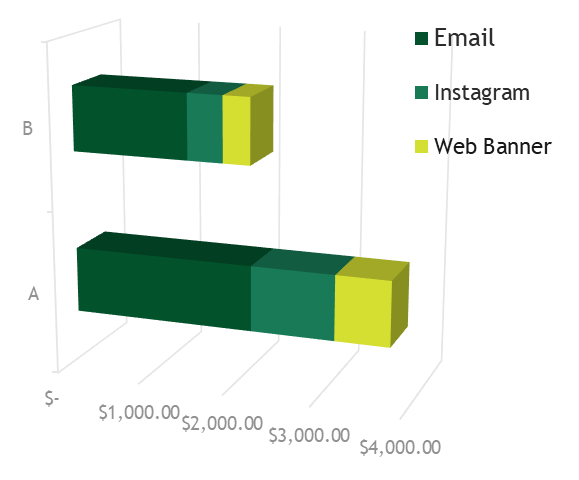 Email
Instagram
Web Banner
B
A
$-
$1,000.00
$2,000.00
$3,000.00
$4,000.00